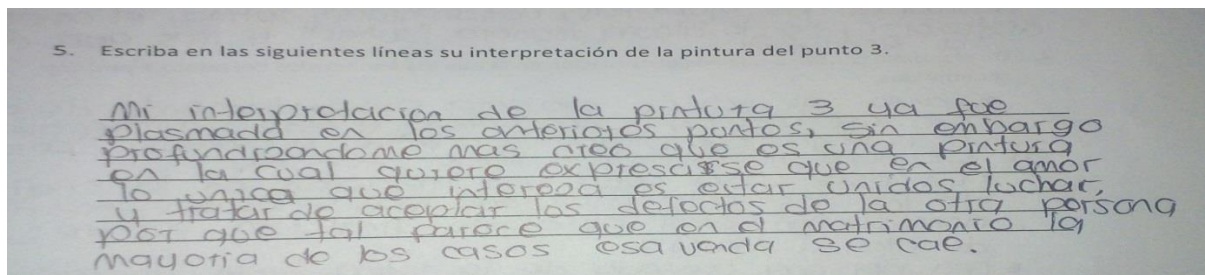 5. Escriba en las siguientes líneas su interpretación de la pintura del punto 3.
Mi interpretacion de la pintura 3 ya fue
plasmada en los anteriores puntos, sin embargo
profundizandome mas creo que es una pintura
en la cual quiere expresarse que en el amor
lo unica que interesa es estar unidos luchar,
y tratar de aceptar los defectos de la otra persona
por que tal parece que en el matrimonio la
mayoria de los casos esa venda se cae.